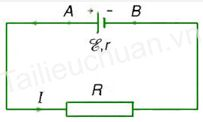 A + - B
ℰ,r
I R
tailieuchuan.vn